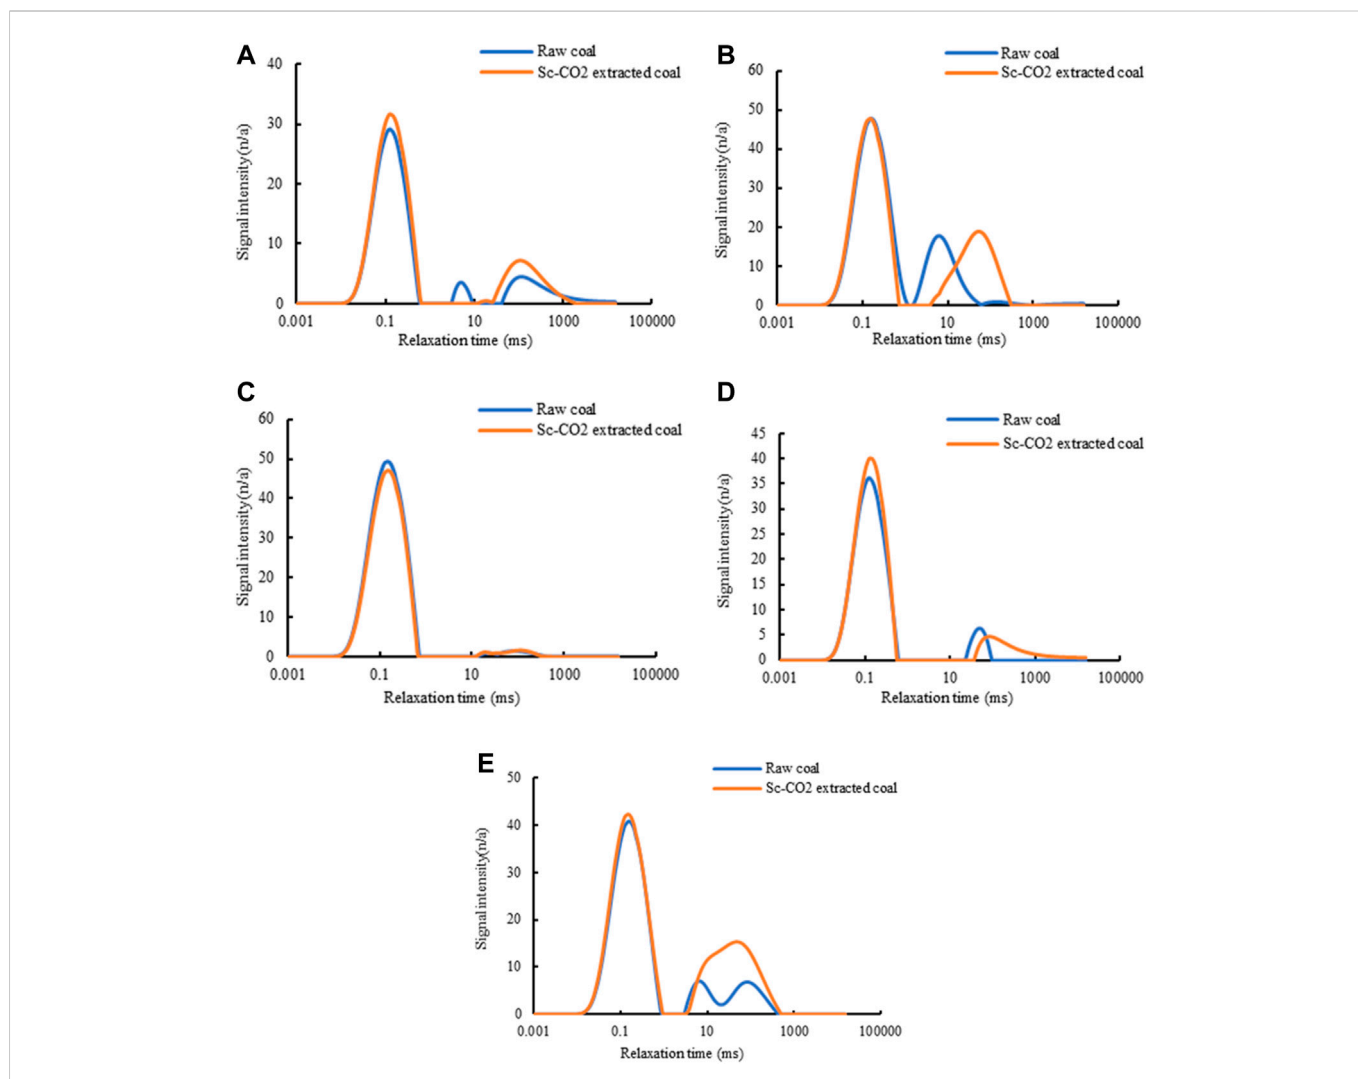 A
Raw coal
Sc-CO2 extracted coal
40
30
20
10
0
Signal intensity(n/a)
0.001 0.1 10 1000 100000
Relaxation time (ms)
B
Raw coal
Sc-CO2 extracted coal
60
50
40
30
20
10
0
Signal intensity (n/a)
0.001 0.1 10 1000 100000
Relaxation time (ms)
C
Raw coal
Sc-CO2 extracted coal
60
50
40
30
20
10
0
Signal intensity(n/a)
0.001 0.1 10 1000 100000
Relaxation time (ms)
D
Raw coal
Sc-CO2 extracted coal
45
40
35
30
25
20
15
10
5
0
Signal intensity(n/a)
0.001 0.1 10 1000 100000
Relaxation time (ms)
E
Raw coal
Sc-CO2 extracted coal
50
40
30
20
10
0
Signal intensity(n/a)
0.001 0.1 10 1000 100000
Relaxation time (ms)